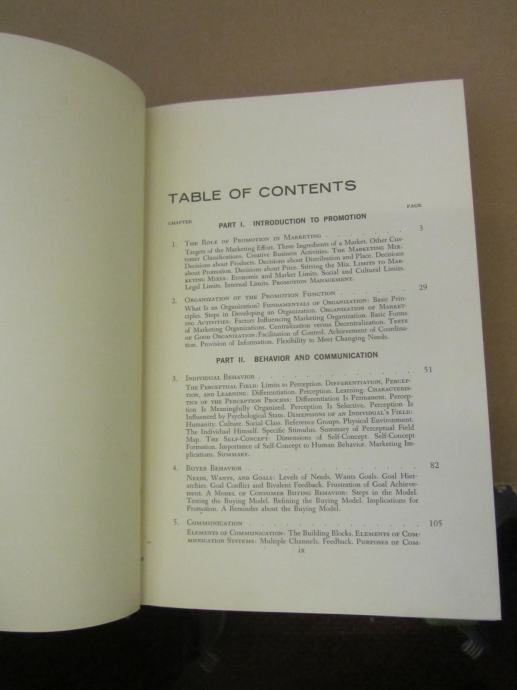 TABLE OF CONTENTS
CHAPTER PAGE
PART I. INTRODUCTION TO PROMOTION
1. THE ROLE OF PROMOTION IN MARKETING . . . . . . . . 3
Targets of the Marketing Effort. Three Ingredients of a Market. Other Cus-
tomer Classifications. Creative Business Activities. THE MARKETING MIX:
Decisions about Products. Decisions about Distribution and Place. Decisions
about Promotion. Decisions about Price. Stirring the Mix. LIMITS TO MAR-
KETING MIXES: Economic and Market Limits. Social and Cultural Limits.
Legal Limits. Internal Limits. PROMOTION MANAGEMENT.
2. ORGANIZATION OF THE PROMOTION FUNCTION . . . . . . . 29
What Is an Organization? FUNDAMENTALS OF ORGANIZATION: Basic Prin-
ciples. Steps in Developing an Organization. ORGANIZATION OF MARKET-
ING ACTIVITIES: Factors Influencing Marketing Organization. Basic Forms
of Marketing Organizations. Centralization versus Decentralization. TESTS
OF GOOD ORGANIZATION: Facilitation of Control. Achievement of Coordina-
tion. Provision of Information. Flexibility to Meet Changing Needs.
PART II. BEHAVIOR AND COMMUNICATION
3. INDIVIDUAL BEHAVIOR . . . . . . . . . . 51
THE PERCEPTUAL FIELD: Limits to Perception. DIFFERENTIATION, PERCEP-
TION, AND LEARNING: Differentiation. Perception. Learning. CHARACTERIS-
TICS OF THE PERCEPTION PROCESS: Differentiation Is Permanent. Percep-
tion Is Meaningfully Organized. Perception Is Selective. Perception Is
Influenced by Psychological State. DIMENSIONS OF AN INDIVIDUAL'S FIELD:
Humanity. Culture. Social Class. Reference Groups. Physical Environment.
The Individual Himself. Specific Stimulus. Summary of Perceptual Field
Map. THE SELF-CONCEPT: Dimensions of Self-Concept. Self-Concept
Formation. Importance of Self-Concept to Human Behavior. Marketing Im-
plications. SUMMARY.
4. BUYER BEHAVIOR . . . . . . . . . . . 82
NEEDS, WANTS, AND GOALS: Levels of Needs. Wants Goals. Goal Hier-
archies. Goal Conflict and Bivalent Feedback. Frustration of Goal Achieve-
ment. A MODEL OF CONSUMER BUYING BEHAVIOR: Steps in the Model.
Testing the Buying Model. Refining the Buying Model. Implications for
Promotion. A Reminder about the Buying Model.
5. COMMUNICATION . . . . . . . . . . . 105
ELEMENTS OF COMMUNICATION: The Building Blocks. ELEMENTS OF COM-
MUNICATION SYSTEMS: Multiple Channels. Feedback. PURPOSES OF COM-
ix